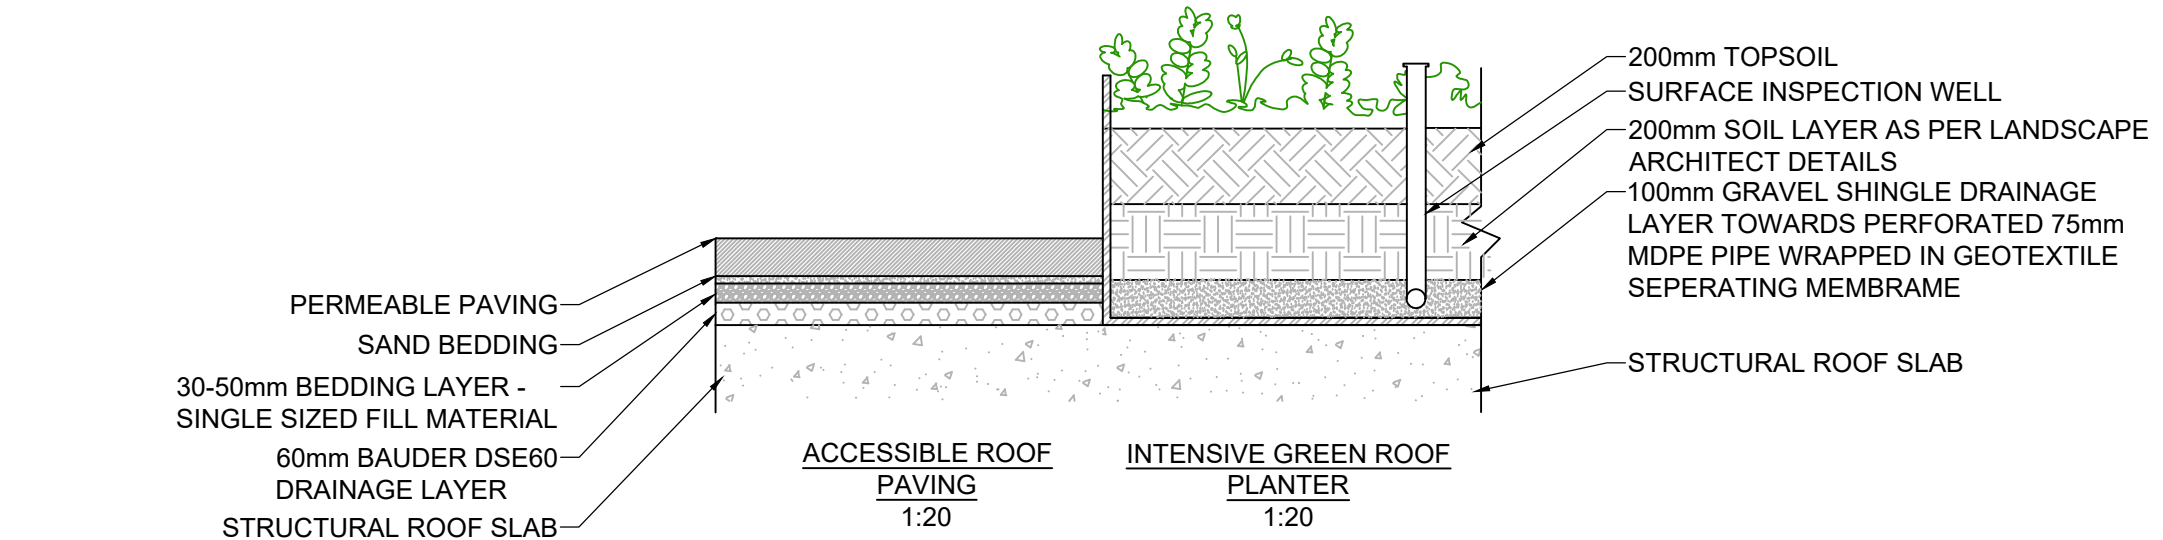 200mm TOPSOIL
SURFACE INSPECTION WELL
200mm SOIL LAYER AS PER LANDSCAPE
ARCHITECT DETAILS
100mm GRAVEL SHINGLE DRAINAGE
LAYER TOWARDS PERFORATED 75mm
MDPE PIPE WRAPPED IN GEOTEXTILE
SEPERATING MEMBRAME
STRUCTURAL ROOF SLAB
PERMEABLE PAVING
SAND BEDDING
30-50mm BEDDING LAYER -
SINGLE SIZED FILL MATERIAL
60mm BAUDER DSE60
DRAINAGE LAYER
STRUCTURAL ROOF SLAB
ACCESSIBLE ROOF
PAVING
1:20
INTENSIVE GREEN ROOF
PLANTER
1:20